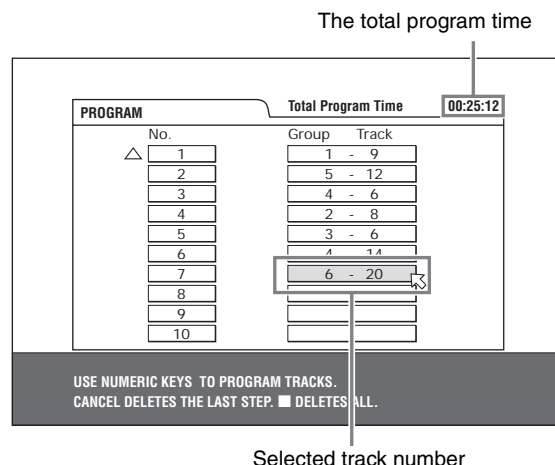 The total program time
PROGRAM Total Program Time 00:25:12
No. Group Track
1 1 - 9
2 5 - 12
3 4 - 6
4 2 - 8
5 3 - 6
6 4 - 14
7 6 - 20
8
9
10
USE NUMERIC KEYS TO PROGRAM TRACKS.
CANCEL DELETES THE LAST STEP. ■ DELETES ALL.
Selected track number